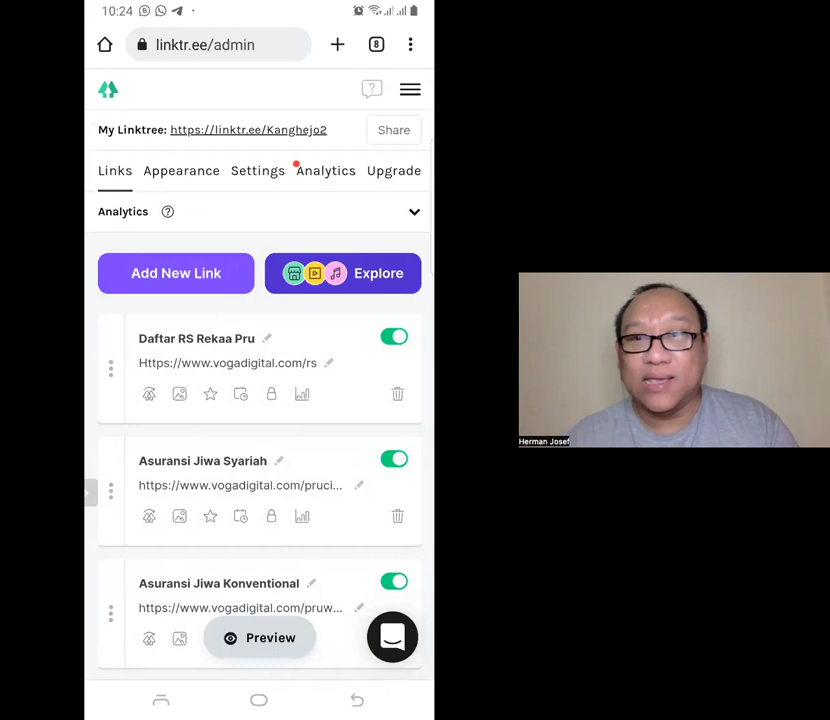 10:24
linktr.ee/admin
8
My Linktree: https://linktr.ee/Kanghejo2
Share
Links Appearance Settings Analytics Upgrade
Analytics ?
Add New Link
Explore
Daftar RS Rekaa Pru
Https://www.vogadigital.com/rs
Asuransi Jiwa Syariah
https://www.vogadigital.com/pruci...
Asuransi Jiwa Konventional
https://www.vogadigital.com/pruw...
Preview
Herman Josef